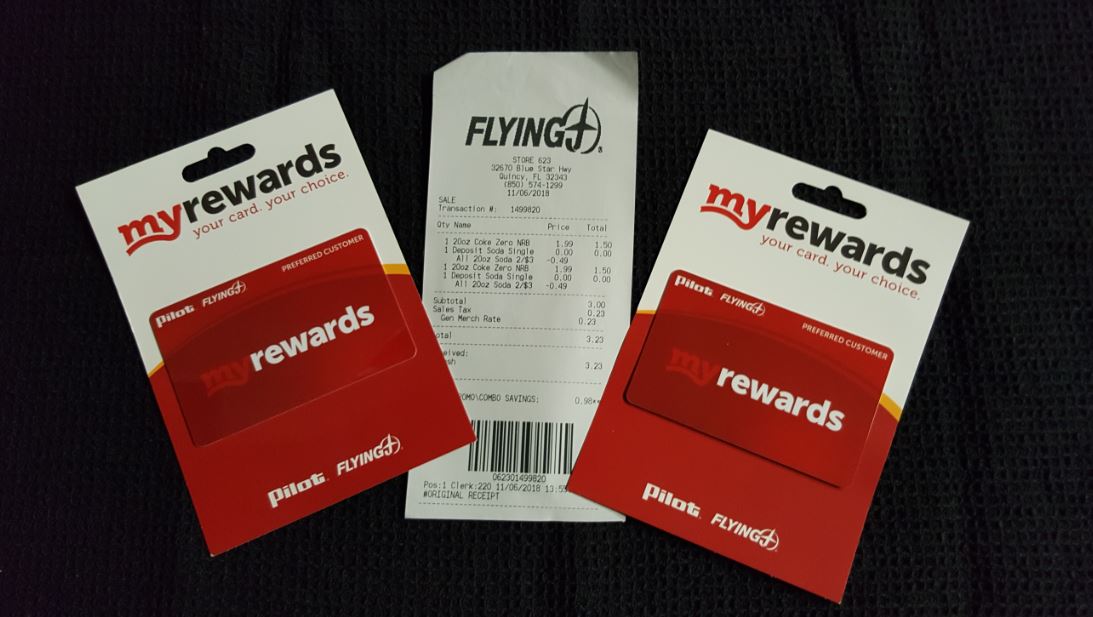 myrewards
your card. your choice.
PREFERRED CUSTOMER
Pilot FLYING J
myrewards
Pilot FLYING J
FLYING J
STORE 623
32670 Blue Star Hwy
Quincy, FL 32343
(850) 574-1299
11/06/2018
SALE
Transaction #: 1499820
Qty Name Price Total
1 20oz Coke Zero NRB 1.99 1.50
1 Deposit Soda Single 0.00 0.00
All 20oz Soda 2/$3 -0.49
1 20oz Coke Zero NRB 1.99 1.50
1 Deposit Soda Single 0.00 0.00
All 20oz Soda 2/$3 -0.49
Subtotal 3.00
Sales Tax 0.23
Gen Merch Rate 0.23
otal 3.23
eived:
sh 3.23
OMO\COMBO SAVINGS: 0.98**
062301499820
Pos:1 Clerk:220 11/06/2018 13:55
#ORIGINAL RECEIPT
myrewards
your card. your choice.
Pilot FLYING J
PREFERRED CUSTOMER
myrewards
Pilot FLYING J